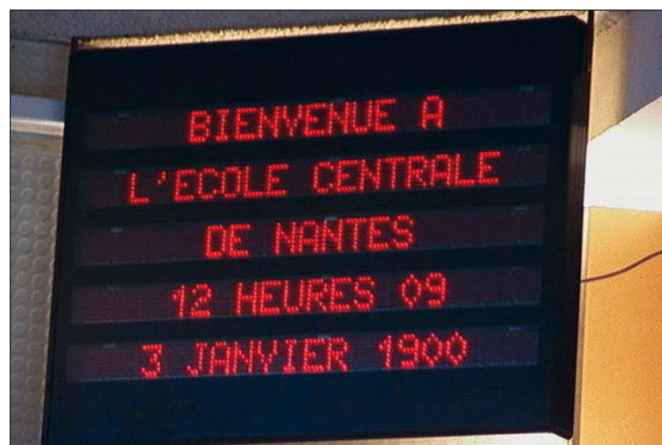 BIENVENUE A
L'ECOLE CENTRALE
DE NANTES
12 HEURES 09
3 JANVIER 1900